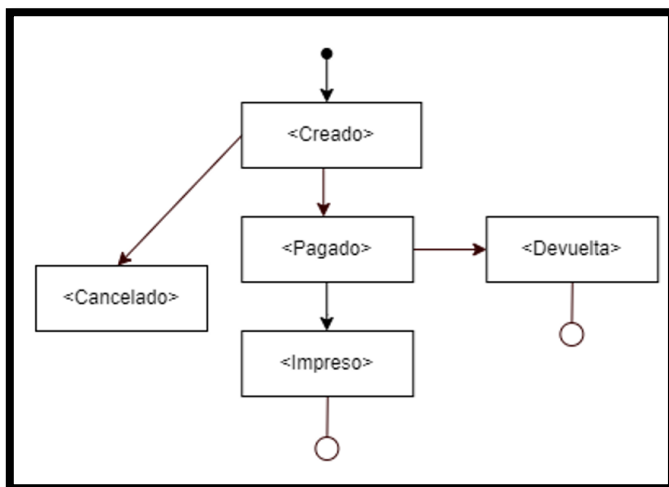 <Creado>
<Pagado>
<Devuelta>
<Cancelado>
<Impreso>